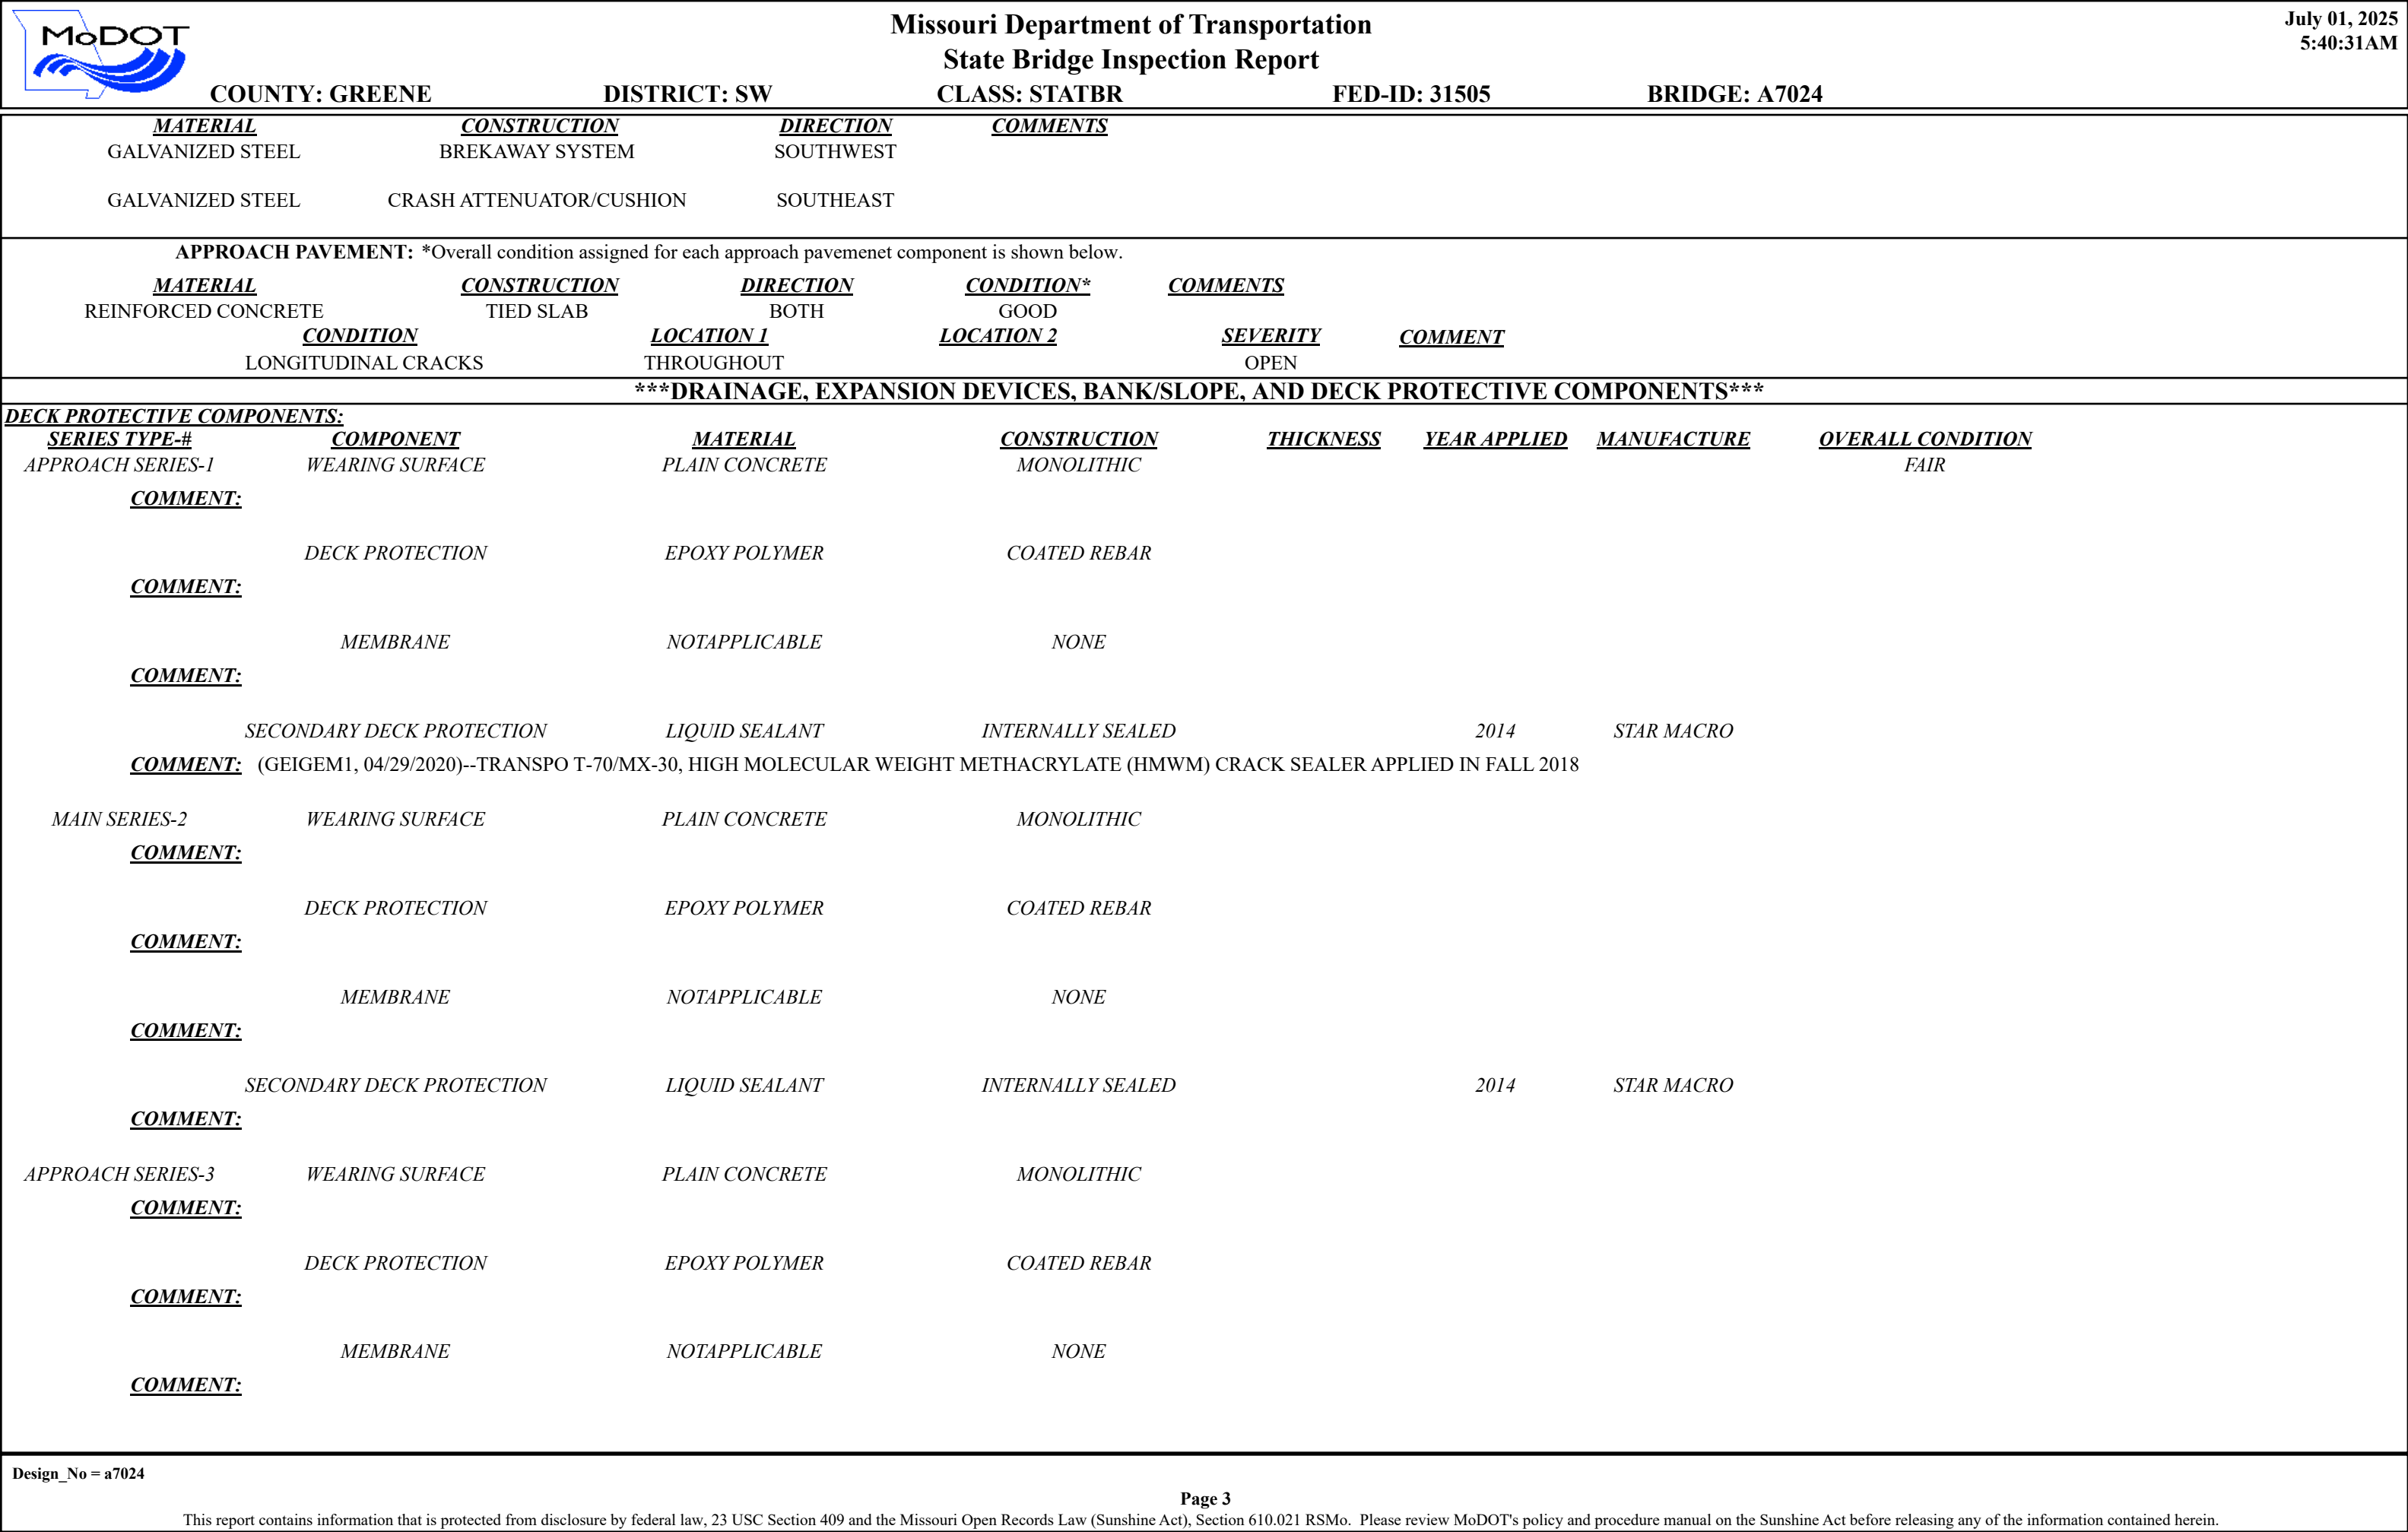 MoDOT
Missouri Department of Transportation
State Bridge Inspection Report
July 01, 2025
5:40:31AM
COUNTY: GREENE DISTRICT: SW CLASS: STATBR FED-ID: 31505 BRIDGE: A7024
MATERIAL CONSTRUCTION DIRECTION COMMENTS
GALVANIZED STEEL BREKAWAY SYSTEM SOUTHWEST
GALVANIZED STEEL CRASH ATTENUATOR/CUSHION SOUTHEAST
APPROACH PAVEMENT: *Overall condition assigned for each approach pavemenet component is shown below.
MATERIAL CONSTRUCTION DIRECTION CONDITION* COMMENTS
REINFORCED CONCRETE TIED SLAB BOTH GOOD
CONDITION LOCATION 1 LOCATION 2 SEVERITY COMMENT
LONGITUDINAL CRACKS THROUGHOUT OPEN
***DRAINAGE, EXPANSION DEVICES, BANK/SLOPE, AND DECK PROTECTIVE COMPONENTS***
DECK PROTECTIVE COMPONENTS:
SERIES TYPE-# COMPONENT MATERIAL CONSTRUCTION THICKNESS YEAR APPLIED MANUFACTURE OVERALL CONDITION
APPROACH SERIES-1 WEARING SURFACE PLAIN CONCRETE MONOLITHIC FAIR
COMMENT:
DECK PROTECTION EPOXY POLYMER COATED REBAR
COMMENT:
MEMBRANE NOTAPPLICABLE NONE
COMMENT:
SECONDARY DECK PROTECTION LIQUID SEALANT INTERNALLY SEALED 2014 STAR MACRO
COMMENT: (GEIGEM1, 04/29/2020)--TRANSPO T-70/MX-30, HIGH MOLECULAR WEIGHT METHACRYLATE (HMWM) CRACK SEALER APPLIED IN FALL 2018
MAIN SERIES-2 WEARING SURFACE PLAIN CONCRETE MONOLITHIC
COMMENT:
DECK PROTECTION EPOXY POLYMER COATED REBAR
COMMENT:
MEMBRANE NOTAPPLICABLE NONE
COMMENT:
SECONDARY DECK PROTECTION LIQUID SEALANT INTERNALLY SEALED 2014 STAR MACRO
COMMENT:
APPROACH SERIES-3 WEARING SURFACE PLAIN CONCRETE MONOLITHIC
COMMENT:
DECK PROTECTION EPOXY POLYMER COATED REBAR
COMMENT:
MEMBRANE NOTAPPLICABLE NONE
COMMENT:
Design_No = a7024
Page 3
This report contains information that is protected from disclosure by federal law, 23 USC Section 409 and the Missouri Open Records Law (Sunshine Act), Section 610.021 RSMo. Please review MoDOT's policy and procedure manual on the Sunshine Act before releasing any of the information contained herein.